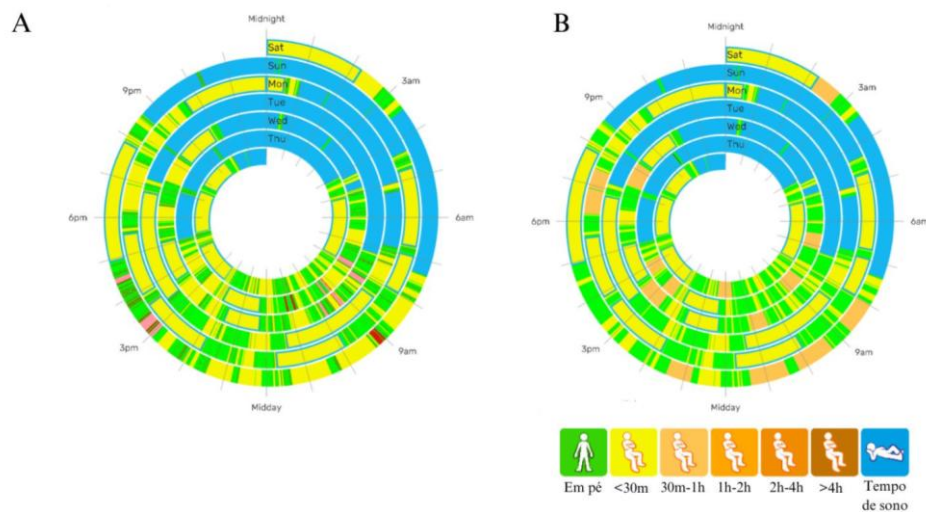 A
Midnight
Sat
Sun
Mon
Tue
Wed
Thu
3am
6am
9am
Midday
3pm
6pm
9pm
B
Midnight
Sat
Sun
Mon
Tue
Wed
Thu
3am
6am
9am
Midday
3pm
6pm
9pm
Em pé
<30m
30m-1h
1h-2h
2h-4h
>4h
Tempo
de sono